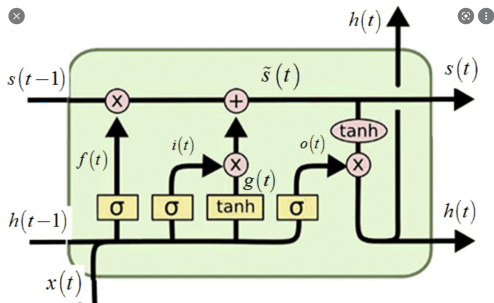 h(t)
s(t−1)
s̃(t)
s(t)
×
+
tanh
f(t)
i(t)
×
o(t)
×
g(t)
σ
σ
tanh
σ
h(t−1)
h(t)
x(t)